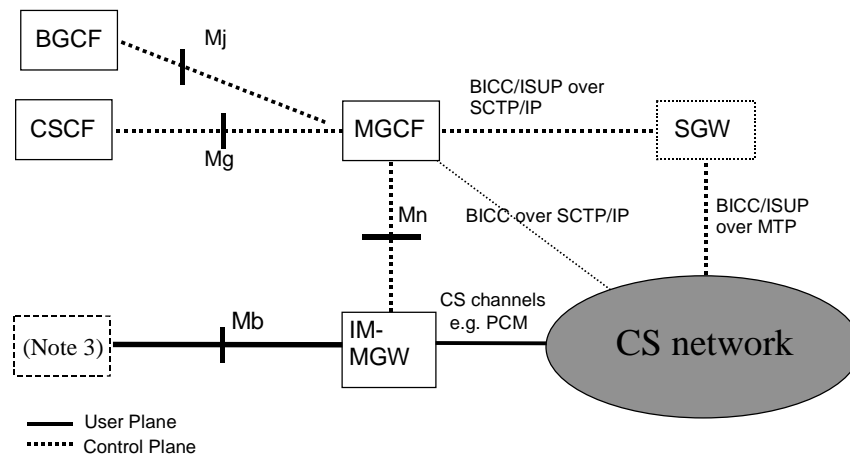 BGCF
Mj
BICC/ISUP over
SCTP/IP
CSCF
Mg
MGCF
SGW
Mn
BICC over SCTP/IP
BICC/ISUP
over MTP
(Note 3)
Mb
IM-
MGW
CS channels
e.g. PCM
CS network
User Plane
Control Plane